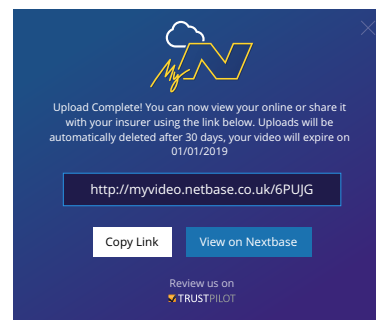 My N
Upload Complete! You can now view your online or share it
with your insurer using the link below. Uploads will be
automatically deleted after 30 days, your video will expire on
01/01/2019
http://myvideo.netbase.co.uk/6PUJG
Copy Link View on Nextbase
Review us on
TRUSTPILOT